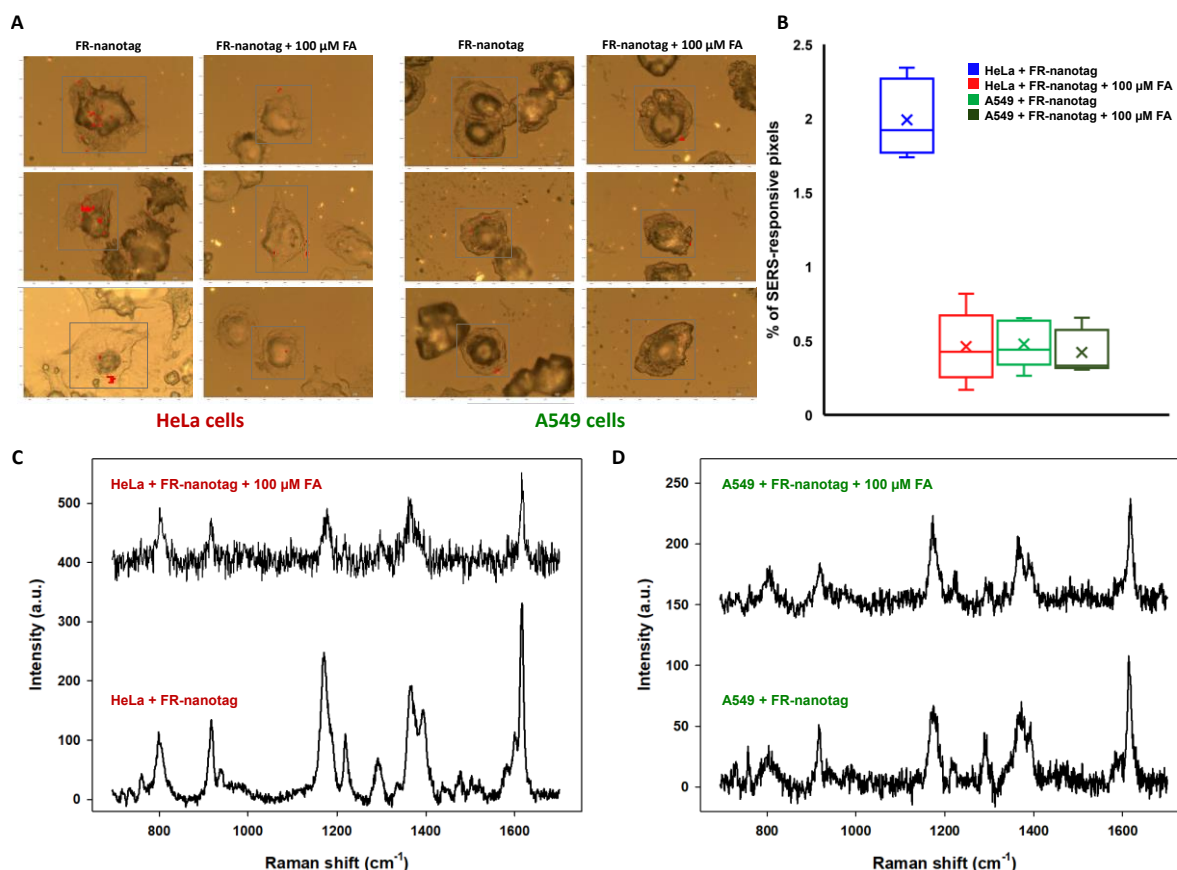 A
FR-nanotag
FR-nanotag + 100 µM FA
FR-nanotag
FR-nanotag + 100 µM FA
HeLa cells
A549 cells
B
% of SERS-responsive pixels
2.5
2
1.5
1
0.5
0
HeLa + FR-nanotag
HeLa + FR-nanotag + 100 µM FA
A549 + FR-nanotag
A549 + FR-nanotag + 100 µM FA
C
Intensity (a.u.)
500
400
300
200
100
0
HeLa + FR-nanotag + 100 µM FA
HeLa + FR-nanotag
800 1000 1200 1400 1600
Raman shift (cm⁻¹)
D
Intensity (a.u.)
250
200
150
100
50
0
A549 + FR-nanotag + 100 µM FA
A549 + FR-nanotag
800 1000 1200 1400 1600
Raman shift (cm⁻¹)